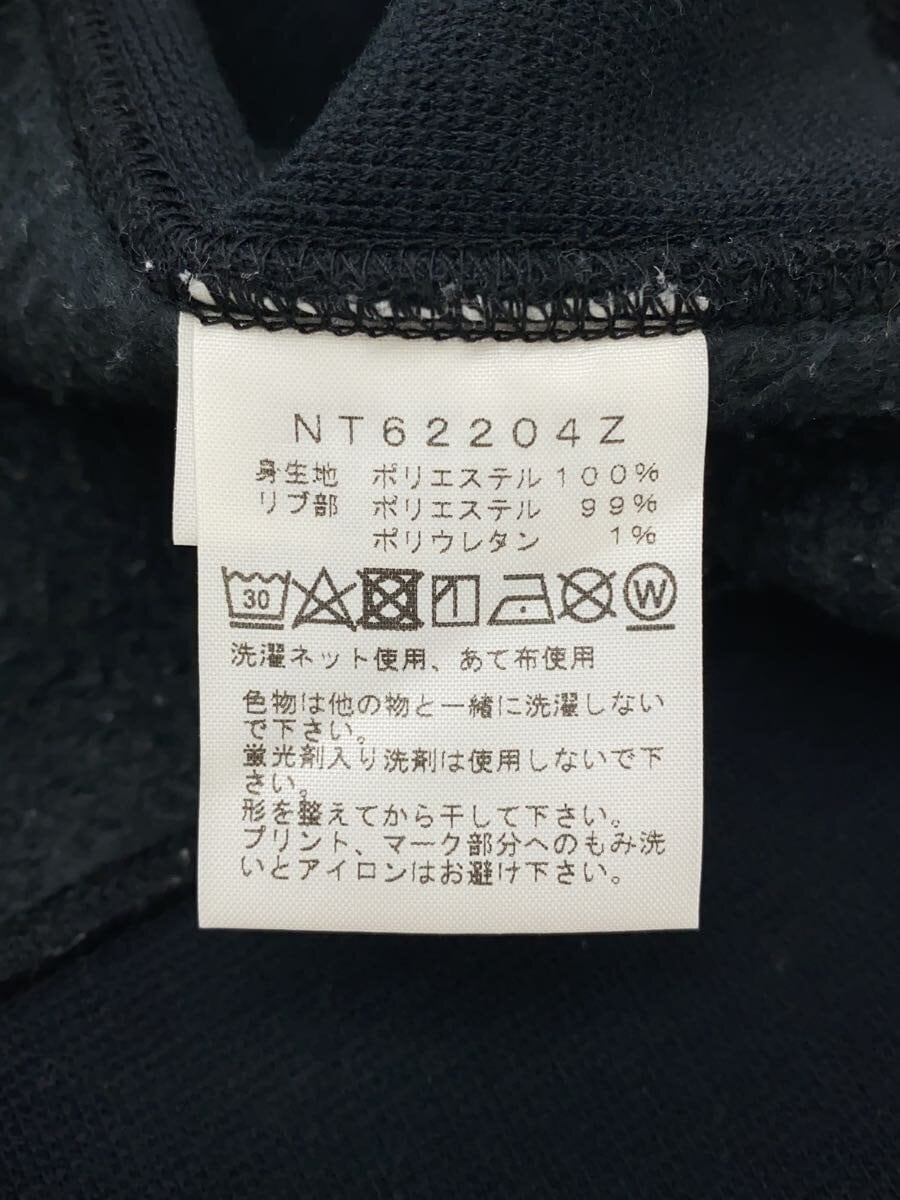 NT62204Z
身生地 ポリエステル 100%
リブ部 ポリエステル 99%
ポリウレタン 1%
30 W
洗濯ネット使用、あて布使用
色物は他の物と一緒に洗濯しない
で下さい。
蛍光剤入り洗剤は使用しないで下
さい。
形を整えてから干して下さい。
プリント、マーク部分へのもみ洗
いとアイロンはお避け下さい。